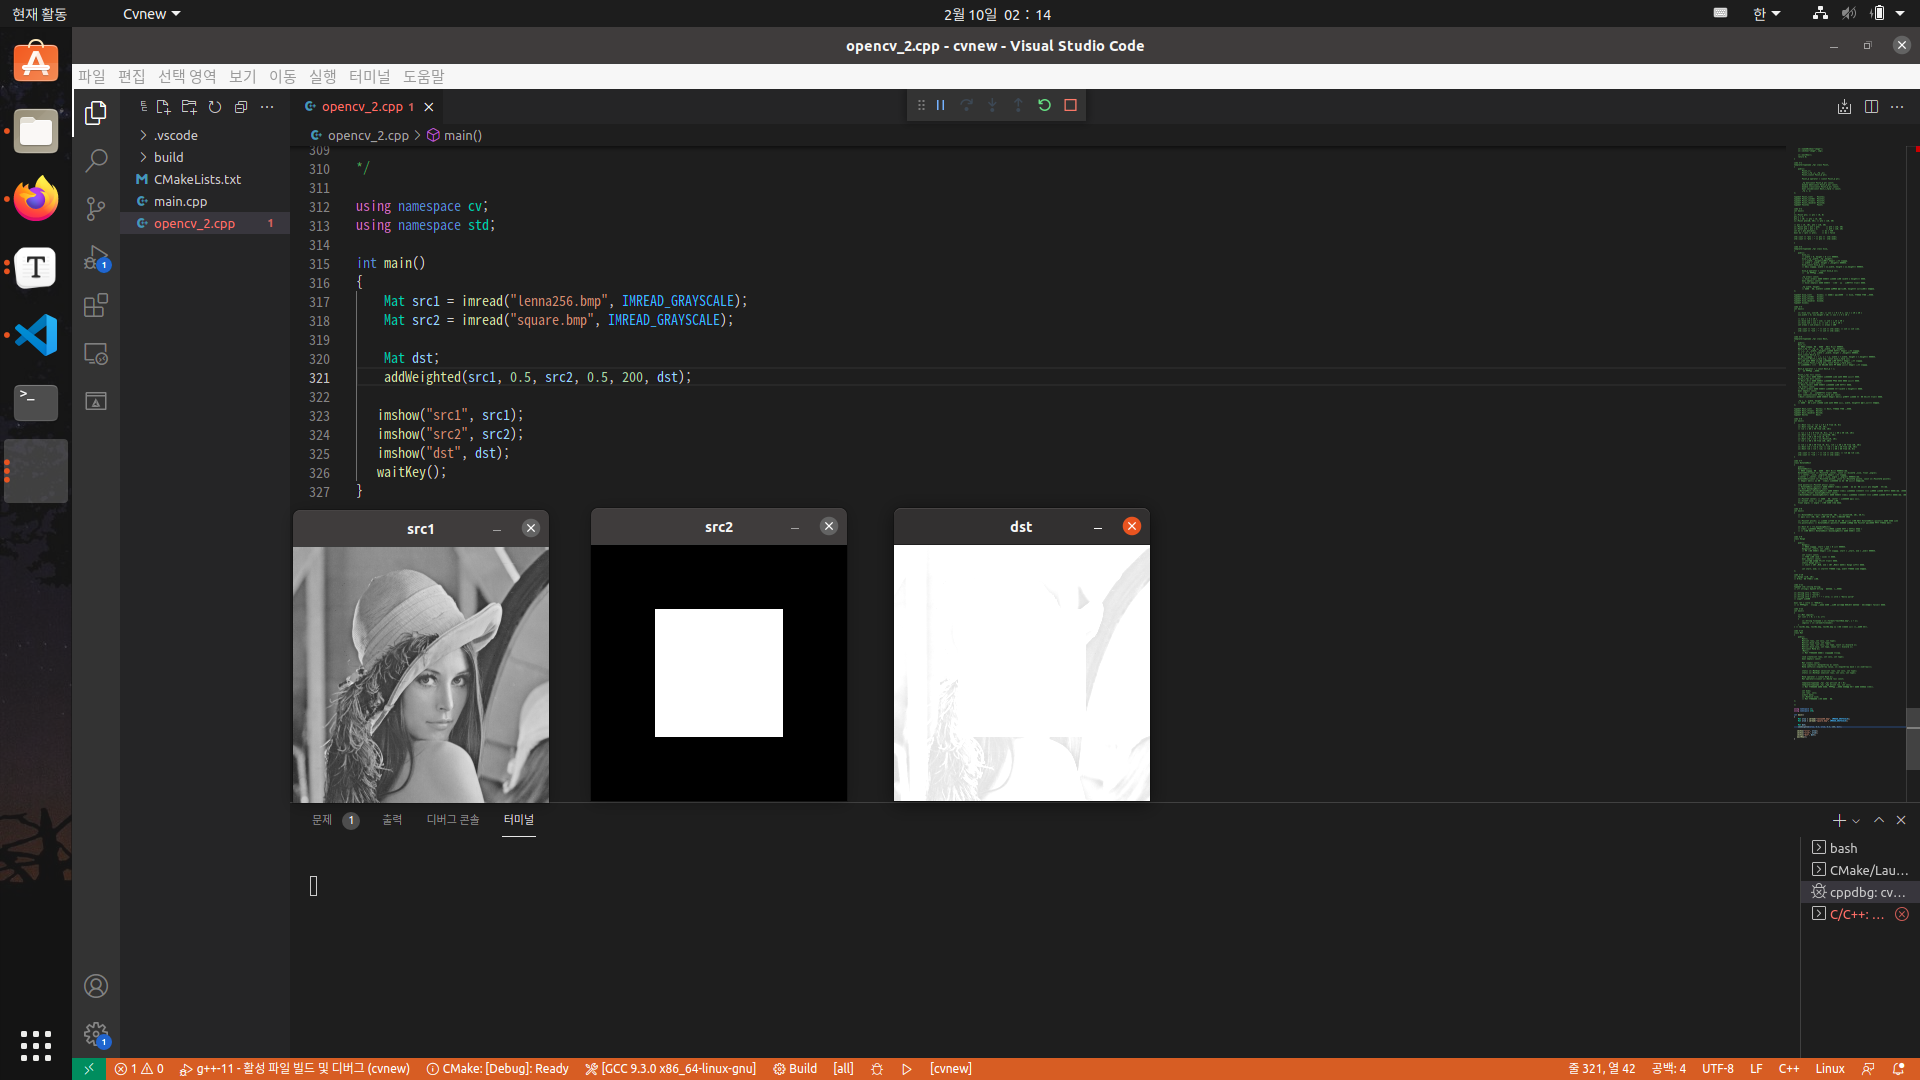 현재 활동
Cvnew
2월 10일 02 : 14
한
opencv_2.cpp - cvnew - Visual Studio Code
파일 편집 선택 영역 보기 이동 실행 터미널 도움말
opencv_2.cpp 1
opencv_2.cpp > main()
.vscode
build
CMakeLists.txt
main.cpp
opencv_2.cpp 1
309
310 */
311
312 using namespace cv;
313 using namespace std;
314
315 int main()
316 {
317 Mat src1 = imread("lenna256.bmp", IMREAD_GRAYSCALE);
318 Mat src2 = imread("square.bmp", IMREAD_GRAYSCALE);
319
320 Mat dst;
321 addWeighted(src1, 0.5, src2, 0.5, 200, dst);
322
323 imshow("src1", src1);
324 imshow("src2", src2);
325 imshow("dst", dst);
326 waitKey();
327 }
src1
src2
dst
문제 1 출력 디버그 콘솔 터미널
bash
CMake/Lau...
cppdbg: cv...
C/C++: ...
1
1
1 0 g++-11 - 활성 파일 빌드 및 디버그 (cvnew) CMake: [Debug]: Ready [GCC 9.3.0 x86_64-linux-gnu] Build [all] [cvnew]
줄 321, 열 42 공백: 4 UTF-8 LF C++ Linux